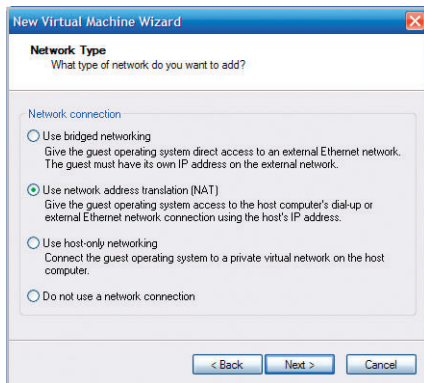 New Virtual Machine Wizard
Network Type
What type of network do you want to add?
Network connection
Use bridged networking
Give the guest operating system direct access to an external Ethernet network.
The guest must have its own IP address on the external network.
Use network address translation (NAT)
Give the guest operating system access to the host computer's dial-up or
external Ethernet network connection using the host's IP address.
Use host-only networking
Connect the guest operating system to a private virtual network on the host
computer.
Do not use a network connection
< Back Next > Cancel